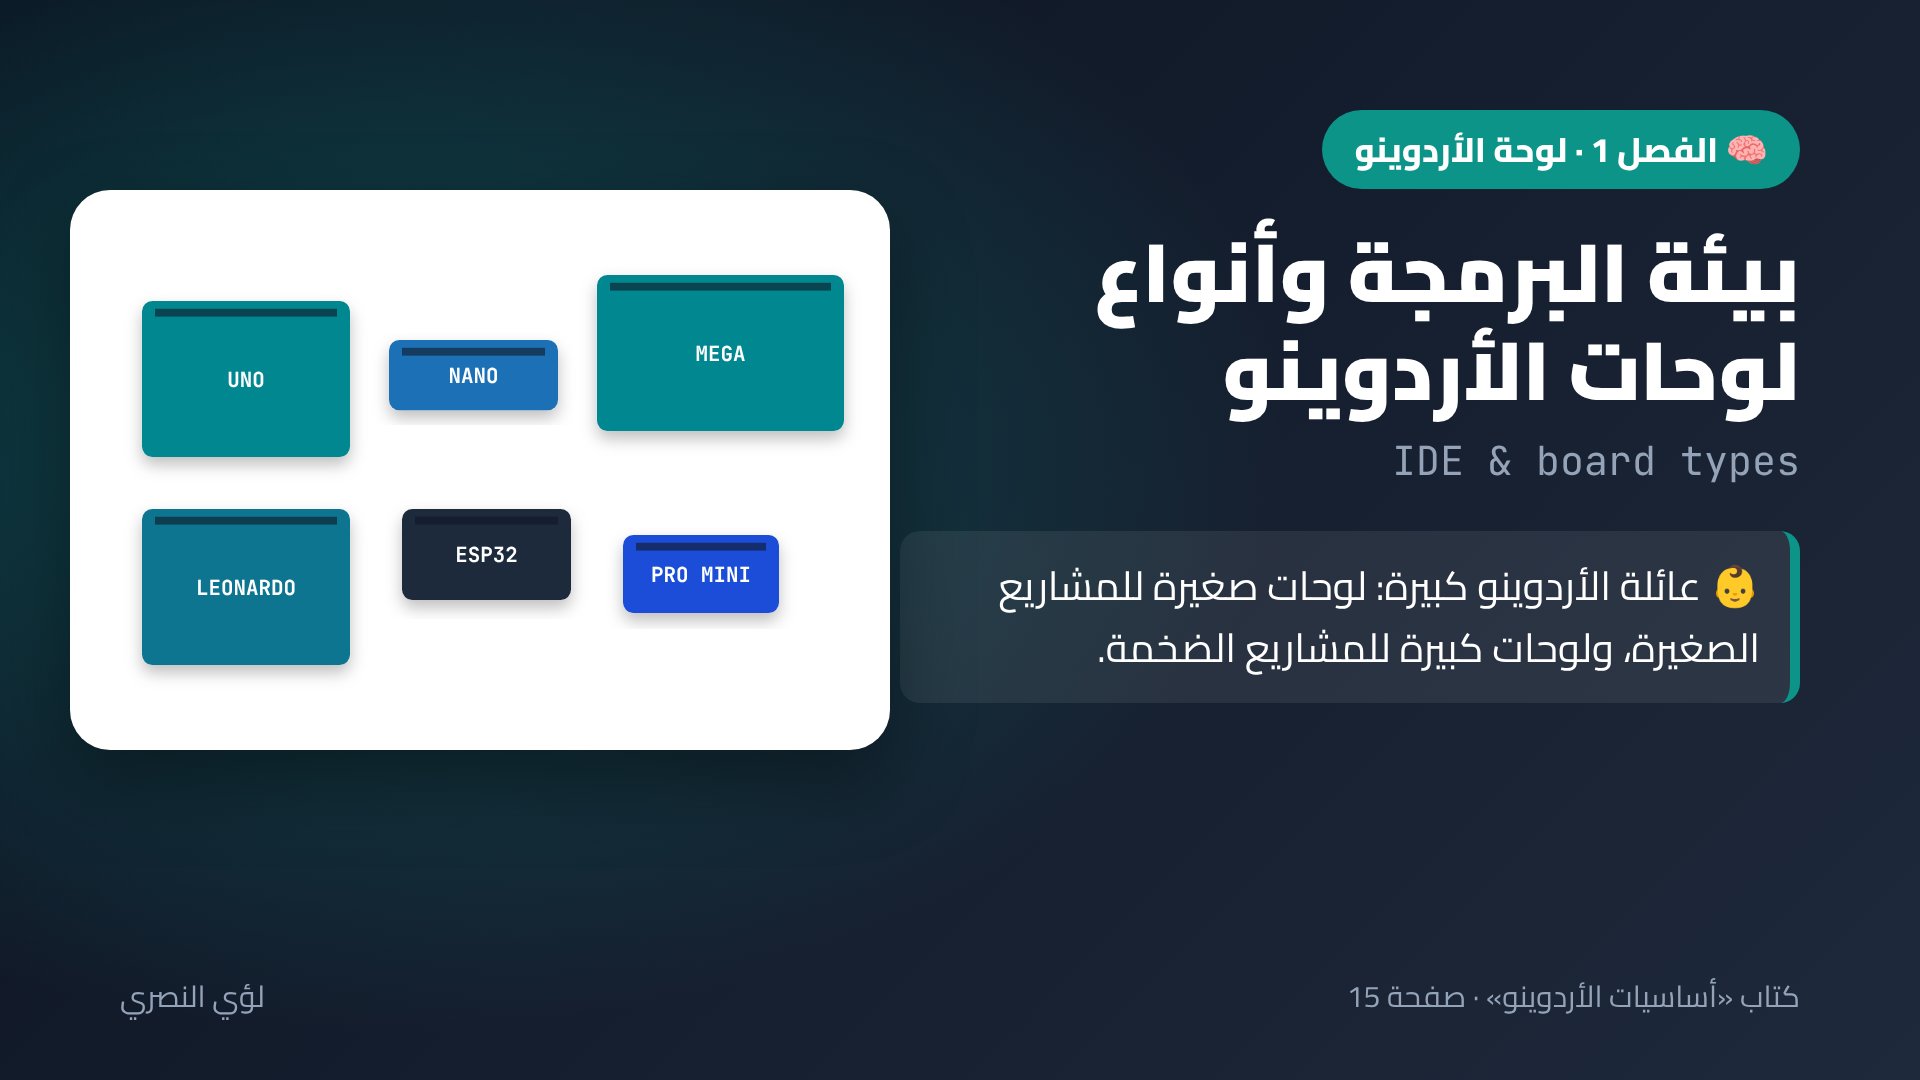 🧠 الفصل 1 · لوحة الأردوينو
بيئة البرمجة وأنواع
لوحات الأردوينو
IDE & board types
👶 عائلة الأردوينو كبيرة: لوحات صغيرة للمشاريع
الصغيرة، ولوحات كبيرة للمشاريع الضخمة.
UNO
NANO
MEGA
LEONARDO
ESP32
PRO MINI
كتاب «أساسيات الأردوينو» · صفحة 15
لؤي النصري